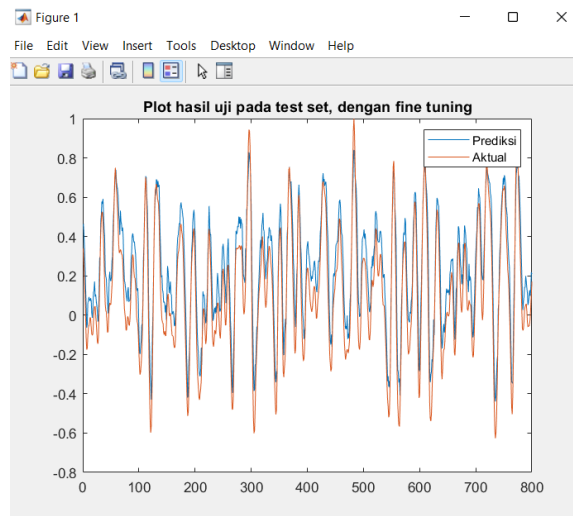 Figure 1
File Edit View Insert Tools Desktop Window Help
Plot hasil uji pada test set, dengan fine tuning
Prediksi
Aktual
1
0.8
0.6
0.4
0.2
0
-0.2
-0.4
-0.6
-0.8
0 100 200 300 400 500 600 700 800